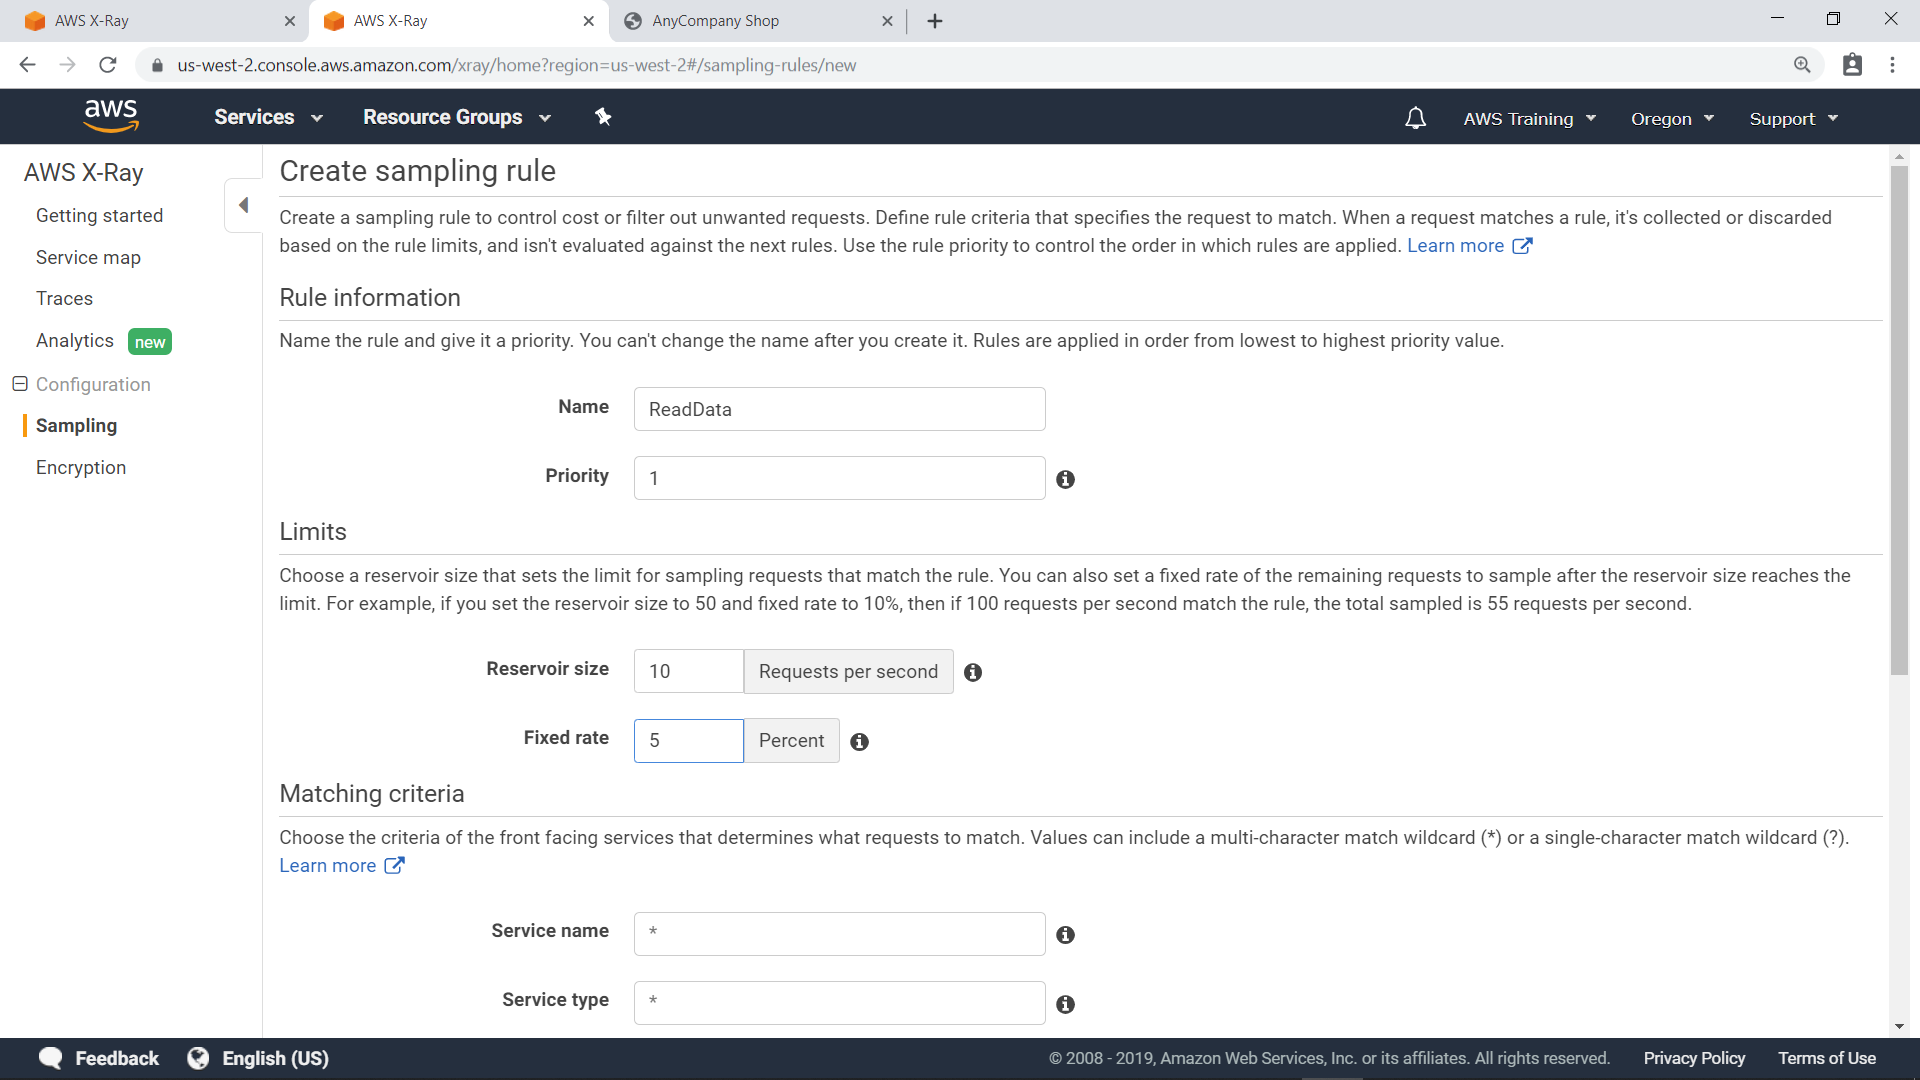 AWS X-Ray
AWS X-Ray
AnyCompany Shop
us-west-2.console.aws.amazon.com/xray/home?region=us-west-2#/sampling-rules/new
aws
Services
Resource Groups
AWS Training
Oregon
Support
AWS X-Ray
Getting started
Service map
Traces
Analytics new
Configuration
Sampling
Encryption
Create sampling rule
Create a sampling rule to control cost or filter out unwanted requests. Define rule criteria that specifies the request to match. When a request matches a rule, it's collected or discarded
based on the rule limits, and isn't evaluated against the next rules. Use the rule priority to control the order in which rules are applied. Learn more
Rule information
Name the rule and give it a priority. You can't change the name after you create it. Rules are applied in order from lowest to highest priority value.
Name ReadData
Priority 1
Limits
Choose a reservoir size that sets the limit for sampling requests that match the rule. You can also set a fixed rate of the remaining requests to sample after the reservoir size reaches the
limit. For example, if you set the reservoir size to 50 and fixed rate to 10%, then if 100 requests per second match the rule, the total sampled is 55 requests per second.
Reservoir size 10 Requests per second
Fixed rate 5 Percent
Matching criteria
Choose the criteria of the front facing services that determines what requests to match. Values can include a multi-character match wildcard (*) or a single-character match wildcard (?).
Learn more
Service name *
Service type *
Feedback
English (US)
© 2008 - 2019, Amazon Web Services, Inc. or its affiliates. All rights reserved.
Privacy Policy
Terms of Use